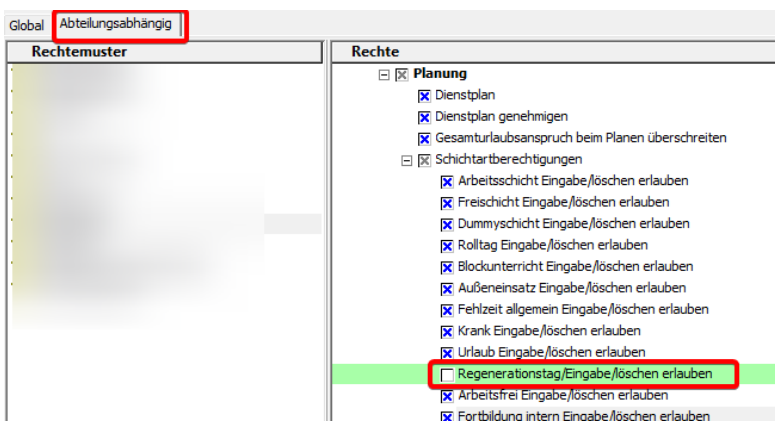 Global Abteilungsabhängig
Rechtemuster
Rechte
Planung
Dienstplan
Dienstplan genehmigen
Gesamturlaubsanspruch beim Planen überschreiten
Schichtartberechtigungen
Arbeitsschicht Eingabe/löschen erlauben
Freischicht Eingabe/löschen erlauben
Dummyschicht Eingabe/löschen erlauben
Rolltag Eingabe/löschen erlauben
Blockunterricht Eingabe/löschen erlauben
Außeneinsatz Eingabe/löschen erlauben
Fehlzeit allgemein Eingabe/löschen erlauben
Krank Eingabe/löschen erlauben
Urlaub Eingabe/löschen erlauben
Regenerationstag/Eingabe/löschen erlauben
Arbeitsfrei Eingabe/löschen erlauben
Fortbildung intern Eingabe/löschen erlauben